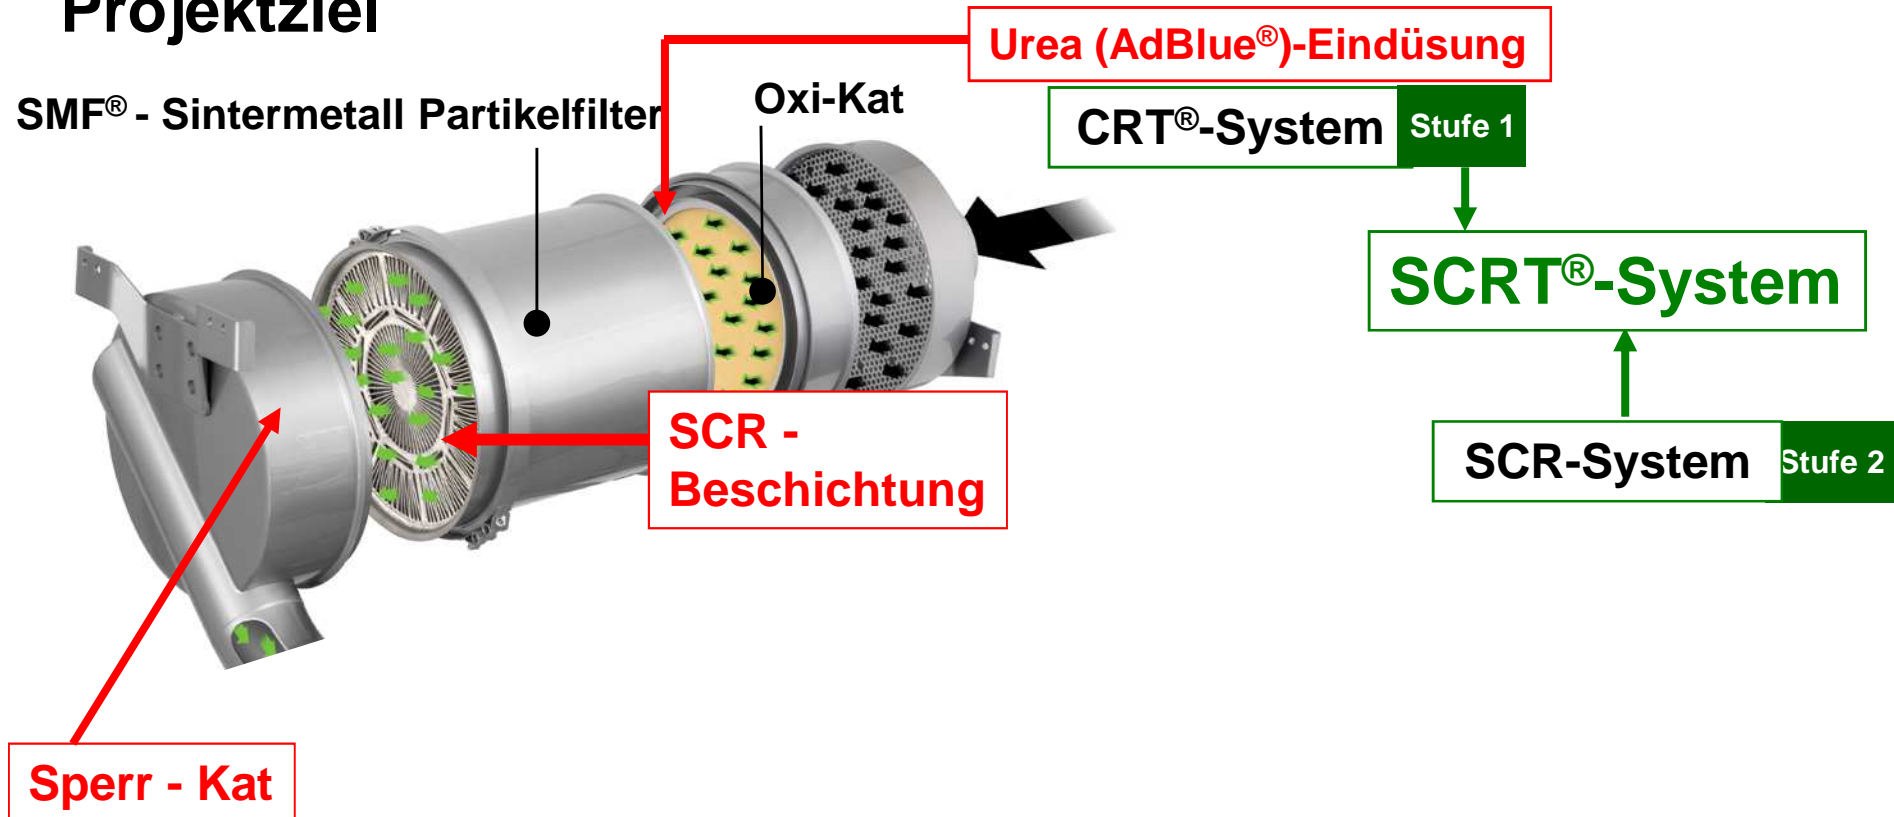 Projektziel
Urea (AdBlue®)-Eindüsung
SMF® - Sintermetall Partikelfilter
Oxi-Kat
CRT®-System
Stufe 1
SCRT®-System
SCR -
Beschichtung
SCR-System
Stufe 2
Sperr - Kat